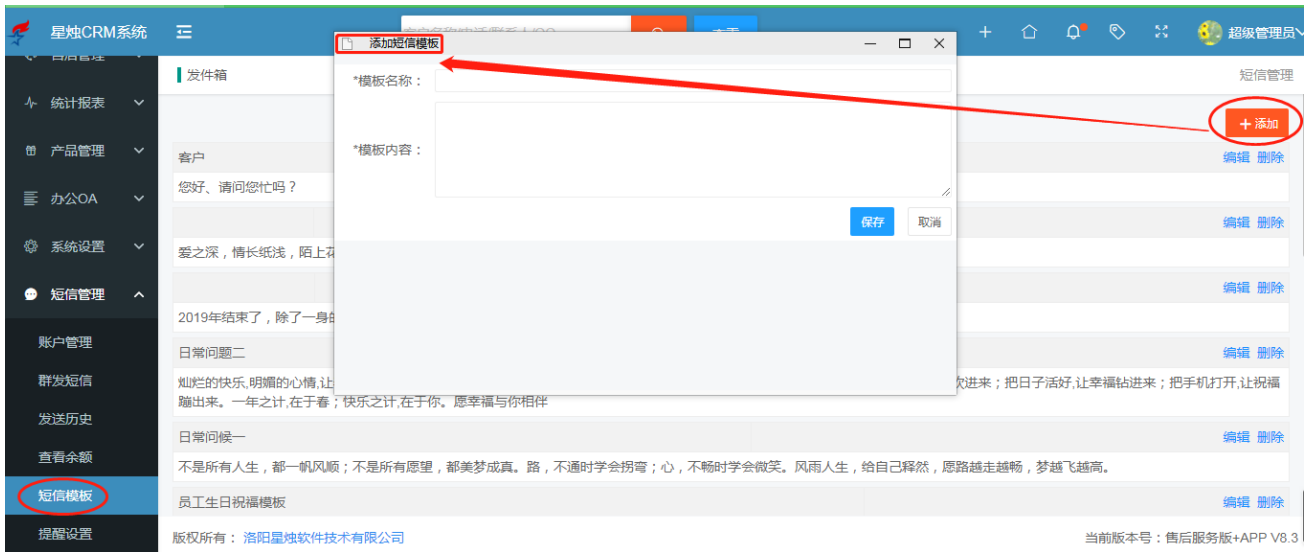 星烛CRM系统
超级管理员
添加短信模板
发件箱
短信管理
*模板名称：
*模板内容：
保存
取消
+添加
统计报表
产品管理
办公OA
系统设置
短信管理
账户管理
群发短信
发送历史
查看余额
短信模板
提醒设置
客户
编辑 删除
您好、请问您忙吗？
编辑 删除
爱之深，情长纸浅，陌上
编辑 删除
2019年结束了，除了一身
日常问题二
编辑 删除
灿烂的快乐,明媚的心情,让
进来；把日子活好,让幸福钻进来；把手机打开,让祝福
蹦出来。一年之计,在于春；快乐之计,在于你。愿幸福与你相伴
日常问候一
编辑 删除
不是所有人生，都一帆风顺；不是所有愿望，都美梦成真。路，不通时学会拐弯；心，不畅时学会微笑。风雨人生，给自己释然，愿路越走越畅，梦越飞越高。
员工生日祝福模板
编辑 删除
版权所有： 洛阳星烛软件技术有限公司
当前版本号：售后服务版+APP V8.3